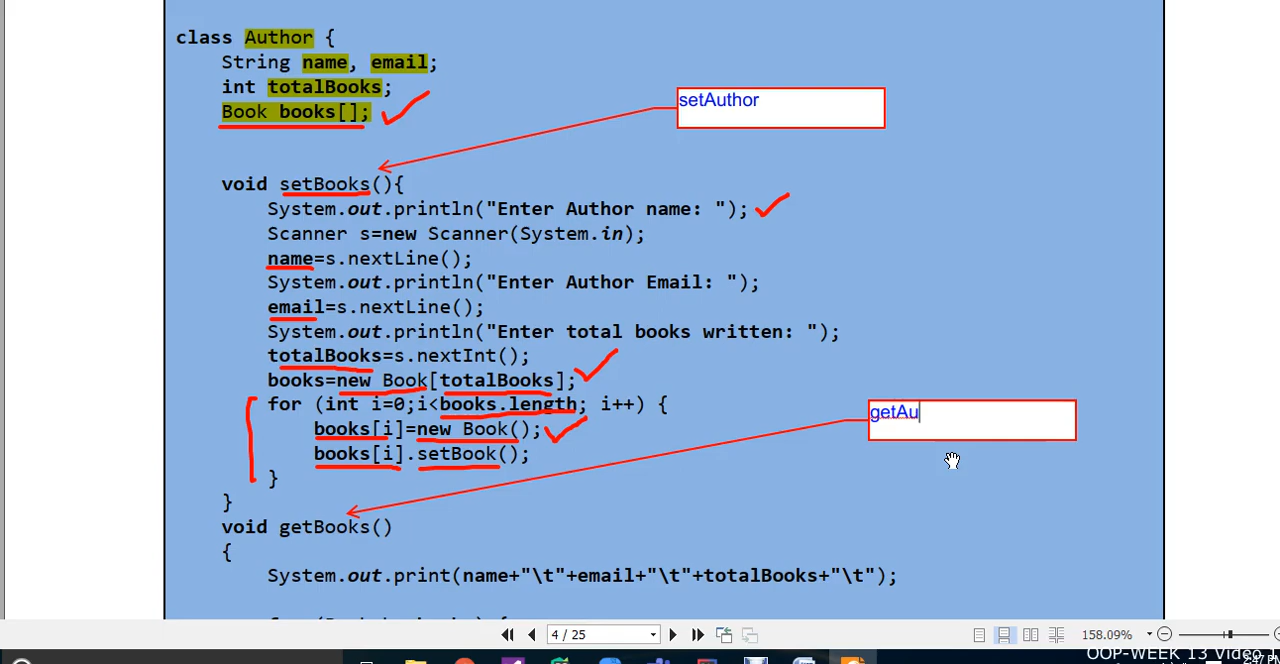 class Author {
String name, email;
int totalBooks;
Book books[];
setAuthor
void setBooks(){
System.out.println("Enter Author name: ");
Scanner s=new Scanner(System.in);
name=s.nextLine();
System.out.println("Enter Author Email: ");
email=s.nextLine();
System.out.println("Enter total books written: ");
totalBooks=s.nextInt();
books=new Book[totalBooks];
for (int i=0;i<books.length; i++) {
getAu
books[i]=new Book();
books[i].setBook();
}
}
void getBooks()
{
System.out.print(name+"\t"+email+"\t"+totalBooks+"\t");
4 / 25
158.09%
OOP-WEEK 13 Video